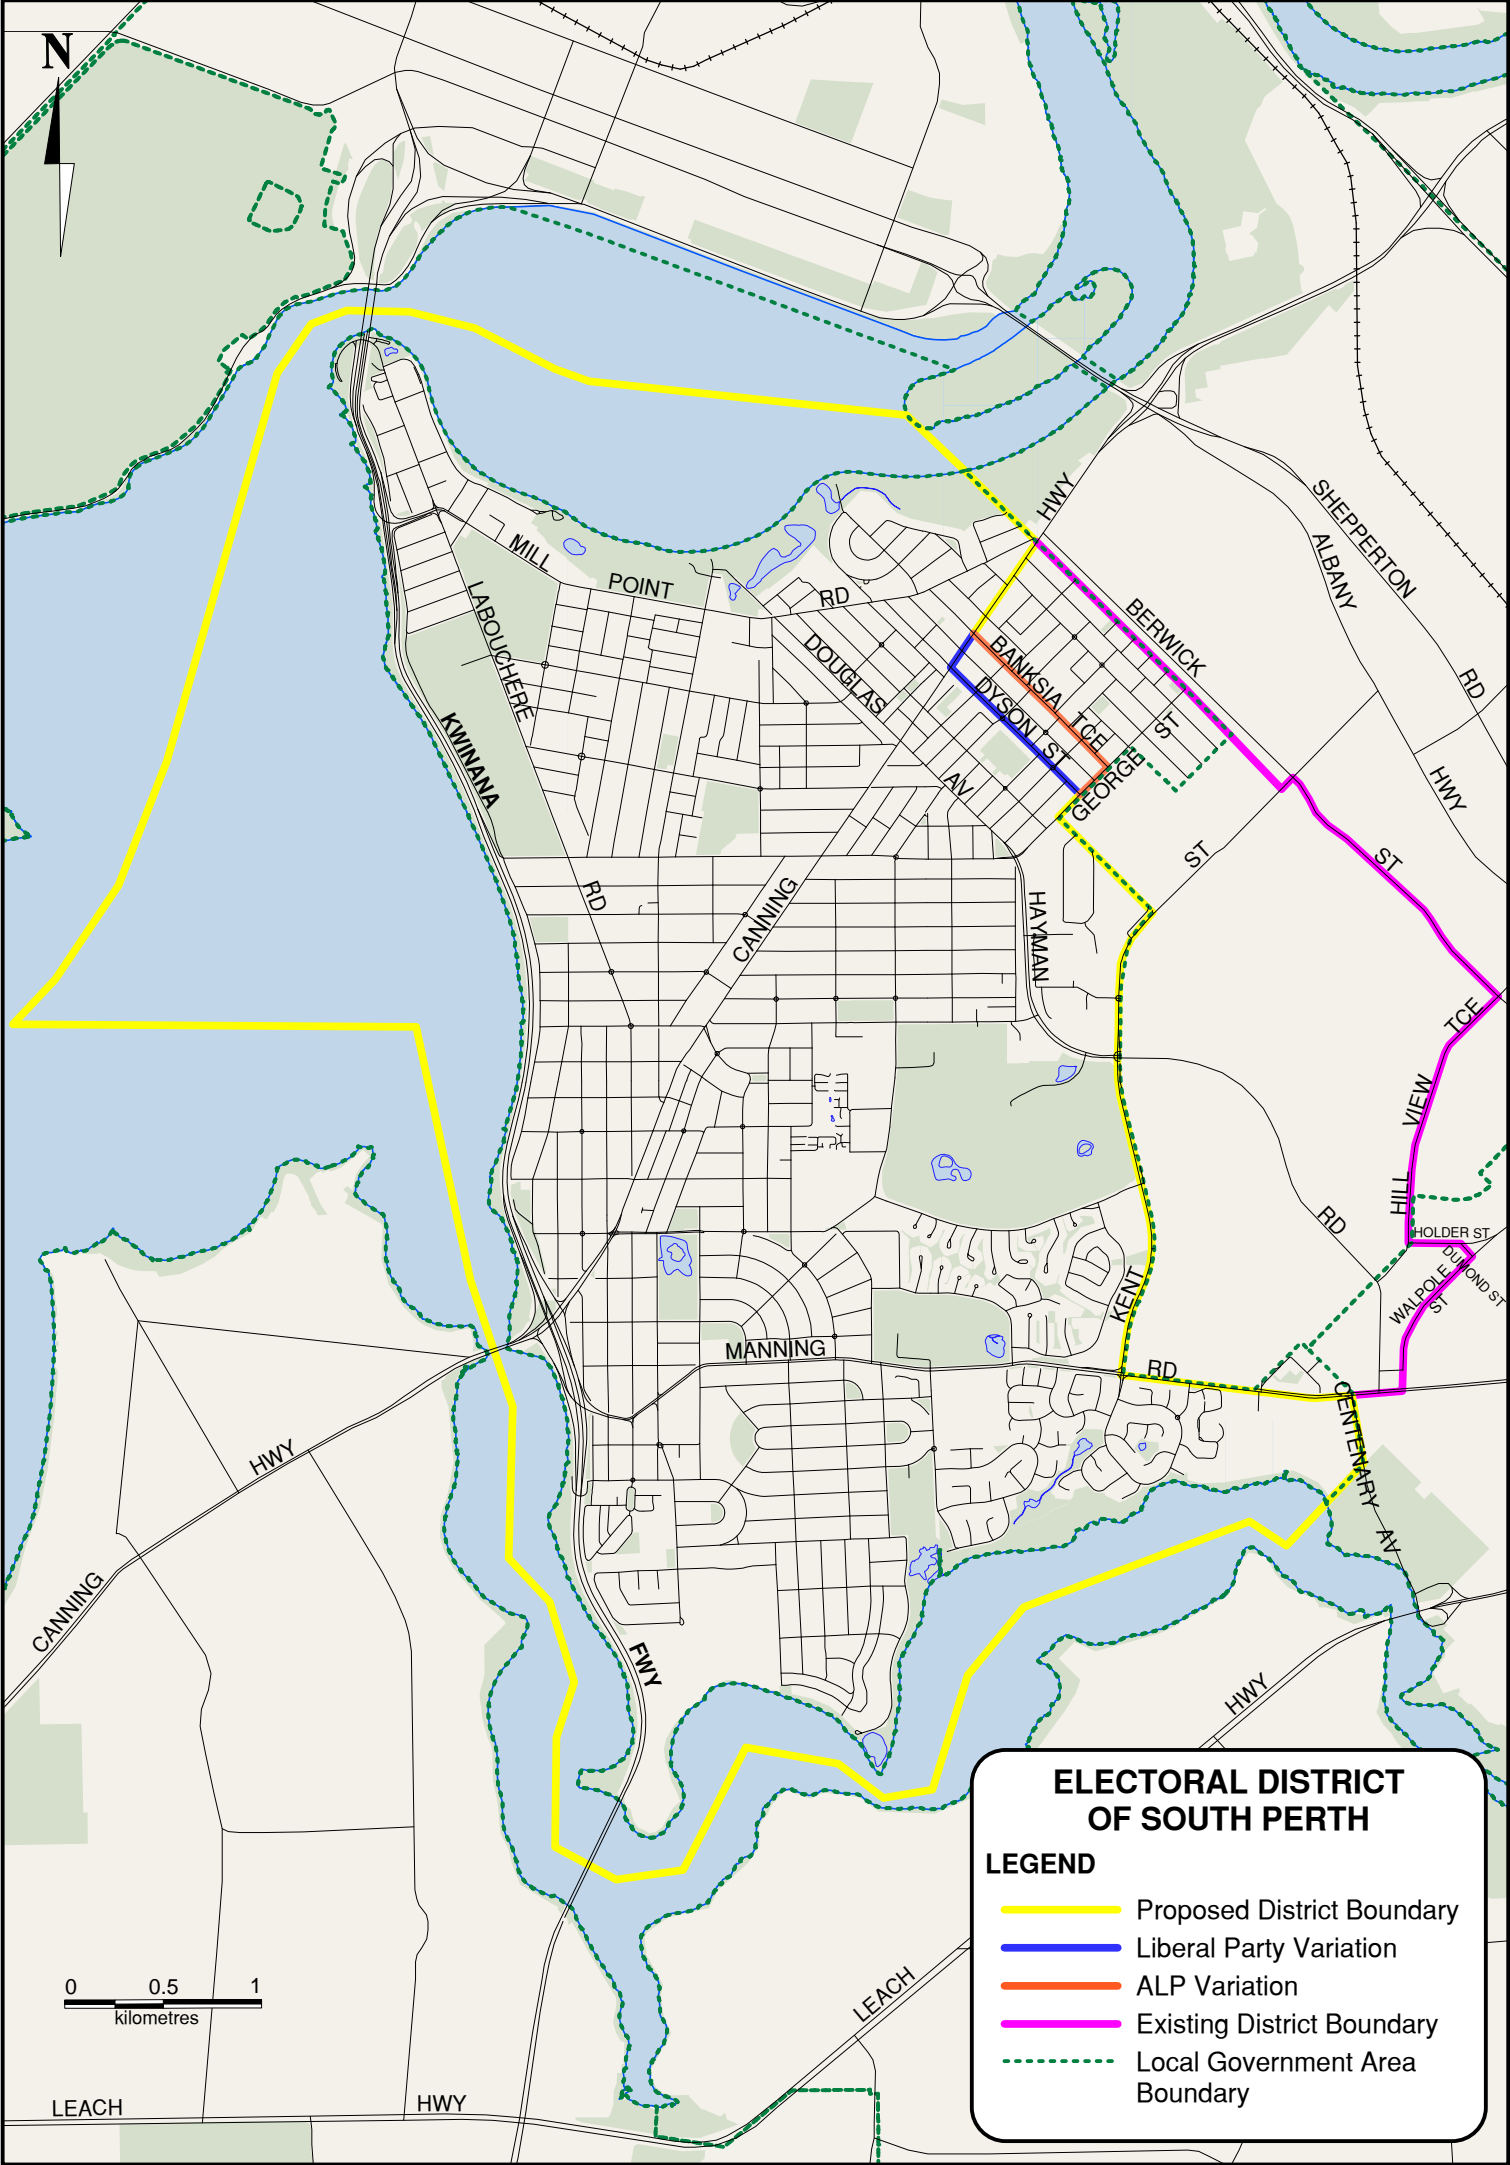 N
HWY
SHEPPERTON
ALBANY
MILL
POINT
RD
LABOUCHERE
BERWICK
DOUGLAS
BANKSIA TCE
DYSON ST
RD
KWINANA
ST
GEORGE
AV
HWY
ST
ST
RD
CANNING
HAYMAN
TCE
VIEW
HILL
RD
HOLDER ST
DUMOND ST
WALPOLE
ST
KENT
MANNING
RD
CENTENARY
AV
HWY
CANNING
FWY
HWY
LEACH
LEACH
HWY
0 0.5 1
kilometres
ELECTORAL DISTRICT
OF SOUTH PERTH
LEGEND
Proposed District Boundary
Liberal Party Variation
ALP Variation
Existing District Boundary
Local Government Area
Boundary